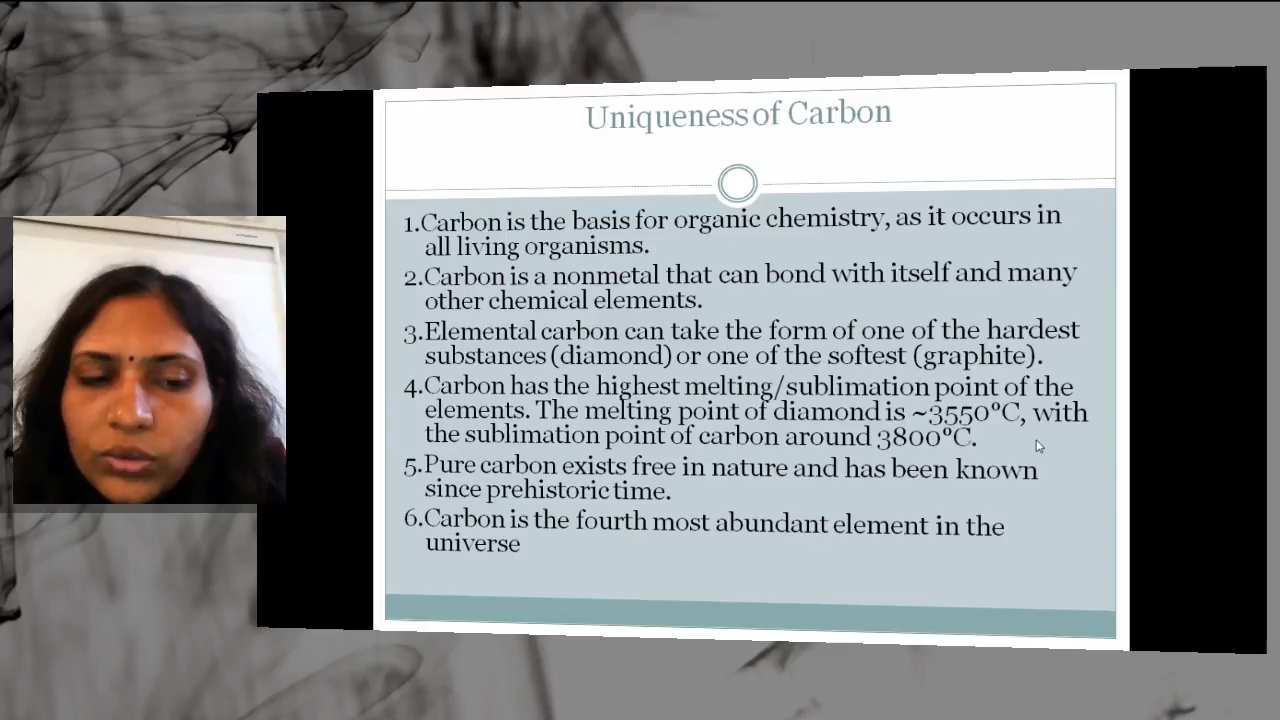 Uniqueness of Carbon
1.Carbon is the basis for organic chemistry, as it occurs in
all living organisms.
2.Carbon is a nonmetal that can bond with itself and many
other chemical elements.
3.Elemental carbon can take the form of one of the hardest
substances (diamond) or one of the softest (graphite).
4.Carbon has the highest melting/sublimation point of the
elements. The melting point of diamond is ~3550°C, with
the sublimation point of carbon around 3800°C.
5.Pure carbon exists free in nature and has been known
since prehistoric time.
6.Carbon is the fourth most abundant element in the
universe